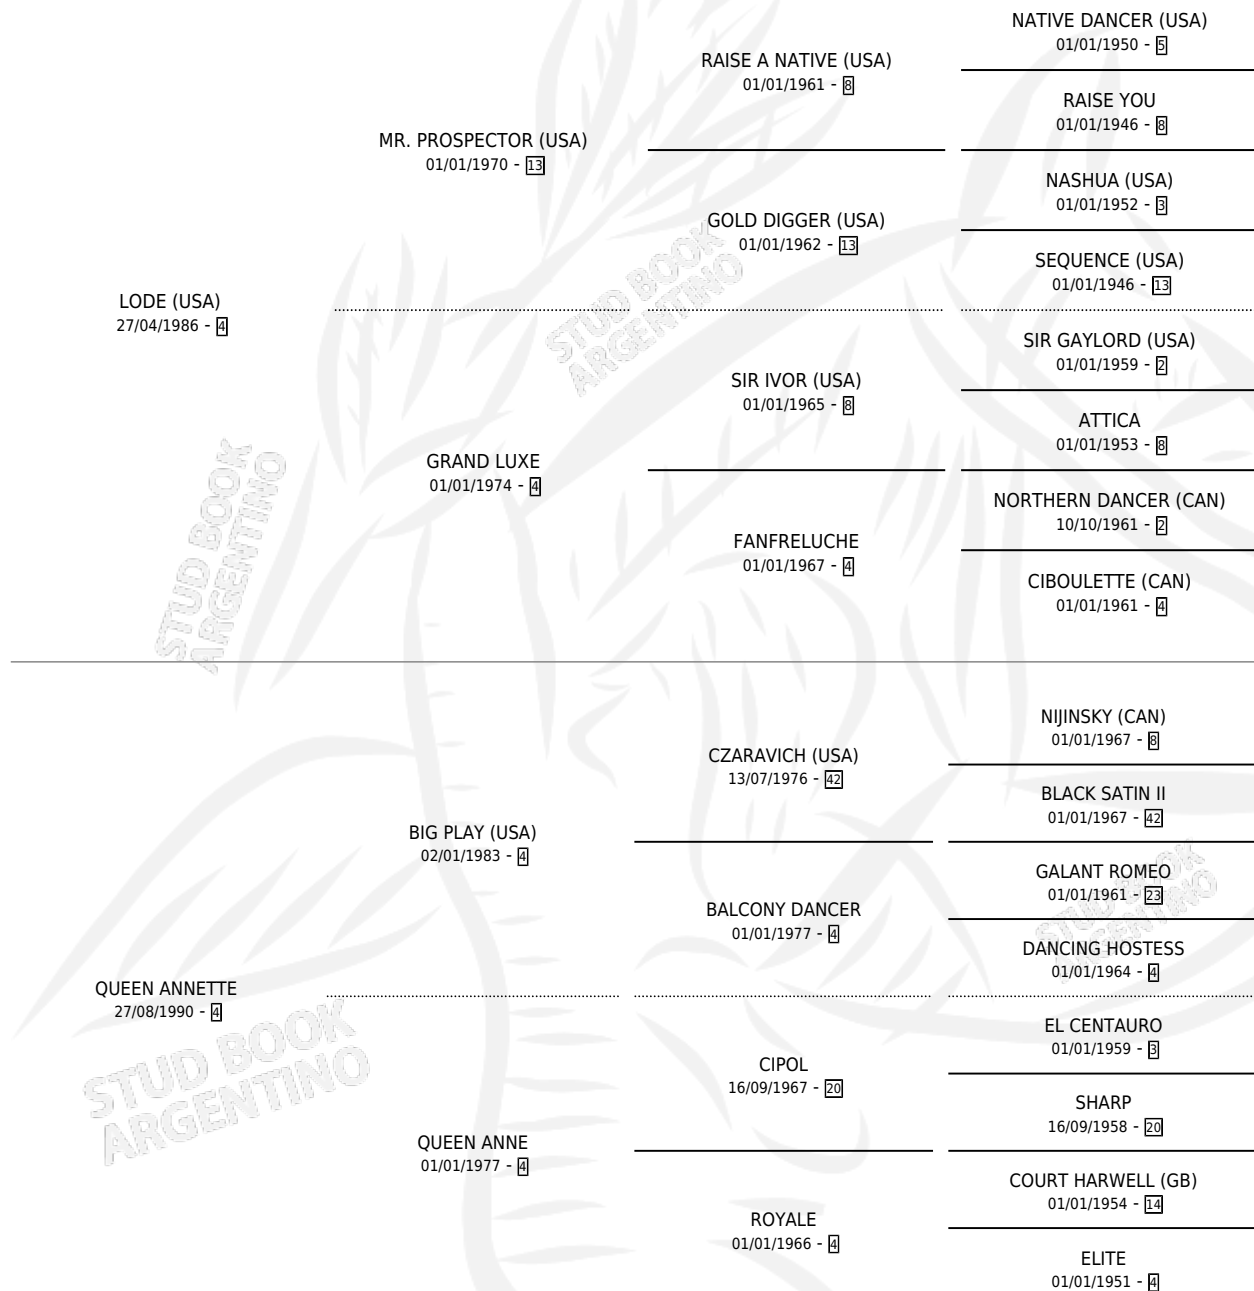 NATIVE DANCER (USA)
01/01/1950 - 5
RAISE A NATIVE (USA)
01/01/1961 - 8
RAISE YOU
01/01/1946 - 8
MR. PROSPECTOR (USA)
01/01/1970 - 13
NASHUA (USA)
01/01/1952 - 3
GOLD DIGGER (USA)
01/01/1962 - 13
SEQUENCE (USA)
01/01/1946 - 13
LODE (USA)
27/04/1986 - 4
STUD BOOK
ARGENTINO
SIR GAYLORD (USA)
01/01/1959 - 2
SIR IVOR (USA)
01/01/1965 - 8
ATTICA
01/01/1953 - 8
GRAND LUXE
01/01/1974 - 4
NORTHERN DANCER (CAN)
10/10/1961 - 2
FANFRELUCHE
01/01/1967 - 4
CIBOULETTE (CAN)
01/01/1961 - 4
STUD BOOK
ARGENTINO
NIJINSKY (CAN)
01/01/1967 - 8
CZARAVICH (USA)
13/07/1976 - 42
BLACK SATIN II
01/01/1967 - 42
BIG PLAY (USA)
02/01/1983 - 4
GALANT ROMEO
01/01/1961 - 23
BALCONY DANCER
01/01/1977 - 4
STUD BOOK
ARGENTINO
DANCING HOSTESS
01/01/1964 - 4
QUEEN ANNETTE
27/08/1990 - 4
STUD BOOK
ARGENTINO
EL CENTAURO
01/01/1959 - 3
CIPOL
16/09/1967 - 20
SHARP
16/09/1958 - 20
QUEEN ANNE
01/01/1977 - 4
COURT HARWELL (GB)
01/01/1954 - 14
ROYALE
01/01/1966 - 4
ELITE
01/01/1951 - 4